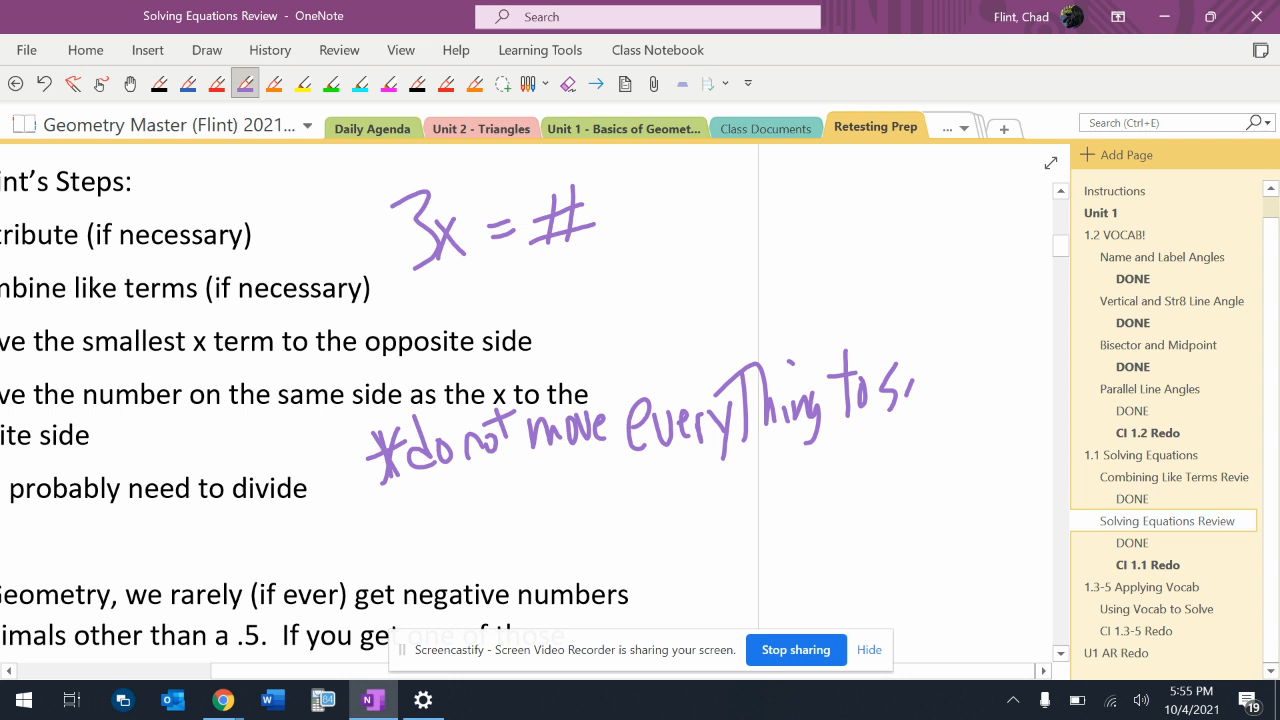 Solving Equations Review - OneNote
Search
Flint, Chad
File Home Insert Draw History Review View Help Learning Tools Class Notebook
Geometry Master (Flint) 2021...
Daily Agenda
Unit 2 - Triangles
Unit 1 - Basics of Geomet...
Class Documents
Retesting Prep
...
Search (Ctrl+E)
int's Steps:
tribute (if necessary)
mbine like terms (if necessary)
ve the smallest x term to the opposite side
ve the number on the same side as the x to the
ite side
probably need to divide
Geometry, we rarely (if ever) get negative numbers
imals other than a .5. If you get one of those
3x = #
*do not move everything to s
Add Page
Instructions
Unit 1
1.2 VOCAB!
Name and Label Angles
DONE
Vertical and Str8 Line Angle
DONE
Bisector and Midpoint
DONE
Parallel Line Angles
DONE
CI 1.2 Redo
1.1 Solving Equations
Combining Like Terms Revie
DONE
Solving Equations Review
DONE
CI 1.1 Redo
1.3-5 Applying Vocab
Using Vocab to Solve
CI 1.3-5 Redo
U1 AR Redo
Screencastify - Screen Video Recorder is sharing your screen.
Stop sharing
Hide
84
5:55 PM
10/4/2021
19